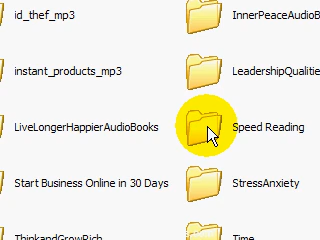 id_thef_mp3
InnerPeaceAudioB
instant_products_mp3
LeadershipQualitie
LiveLongerHappierAudioBooks
Speed Reading
Start Business Online in 30 Days
StressAnxiety
ThinkandGrowRich
Time